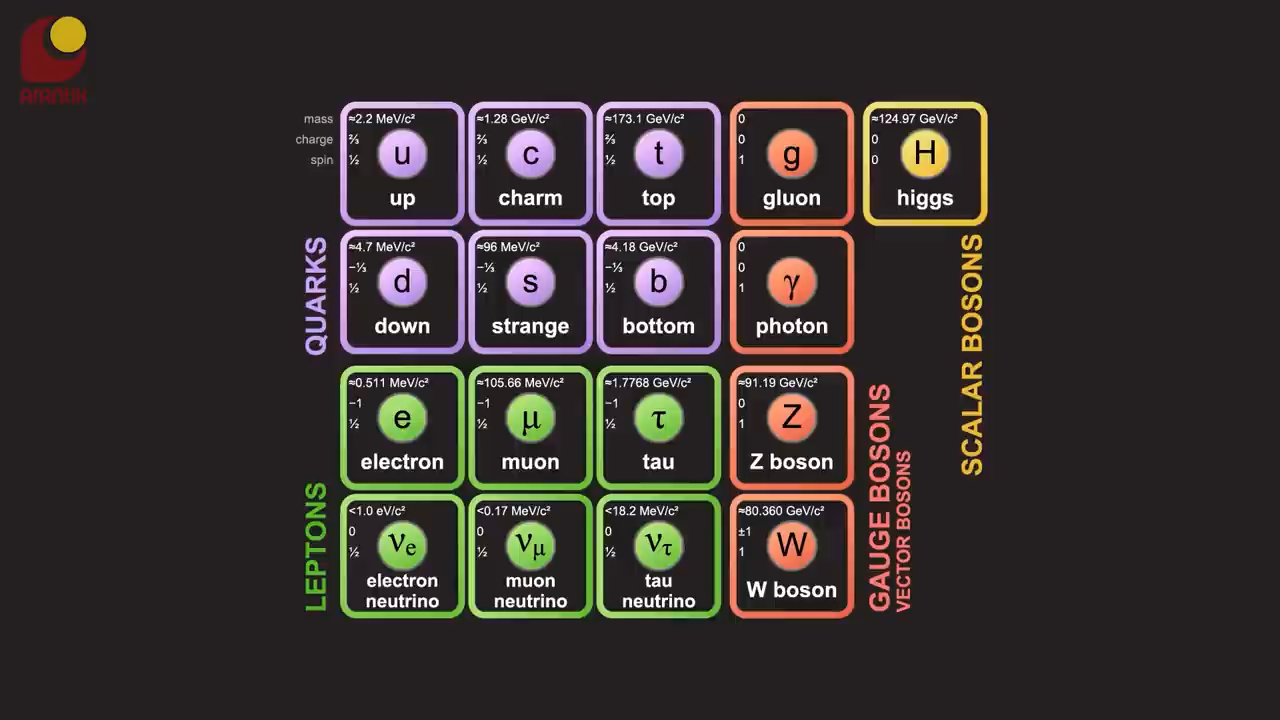 mass
charge
spin
≈2.2 MeV/c²
⅔
½
u
up
≈1.28 GeV/c²
⅔
½
c
charm
≈173.1 GeV/c²
⅔
½
t
top
0
0
1
g
gluon
≈124.97 GeV/c²
0
0
H
higgs
QUARKS
≈4.7 MeV/c²
−⅓
½
d
down
≈96 MeV/c²
−⅓
½
s
strange
≈4.18 GeV/c²
−⅓
½
b
bottom
0
0
1
γ
photon
SCALAR BOSONS
LEPTONS
≈0.511 MeV/c²
−1
½
e
electron
≈105.66 MeV/c²
−1
½
μ
muon
≈1.7768 GeV/c²
−1
½
τ
tau
≈91.19 GeV/c²
0
1
Z
Z boson
<1.0 eV/c²
0
½
νe
electron
neutrino
<0.17 MeV/c²
0
½
νμ
muon
neutrino
<18.2 MeV/c²
0
½
ντ
tau
neutrino
≈80.360 GeV/c²
±1
1
W
W boson
GAUGE BOSONS
VECTOR BOSONS